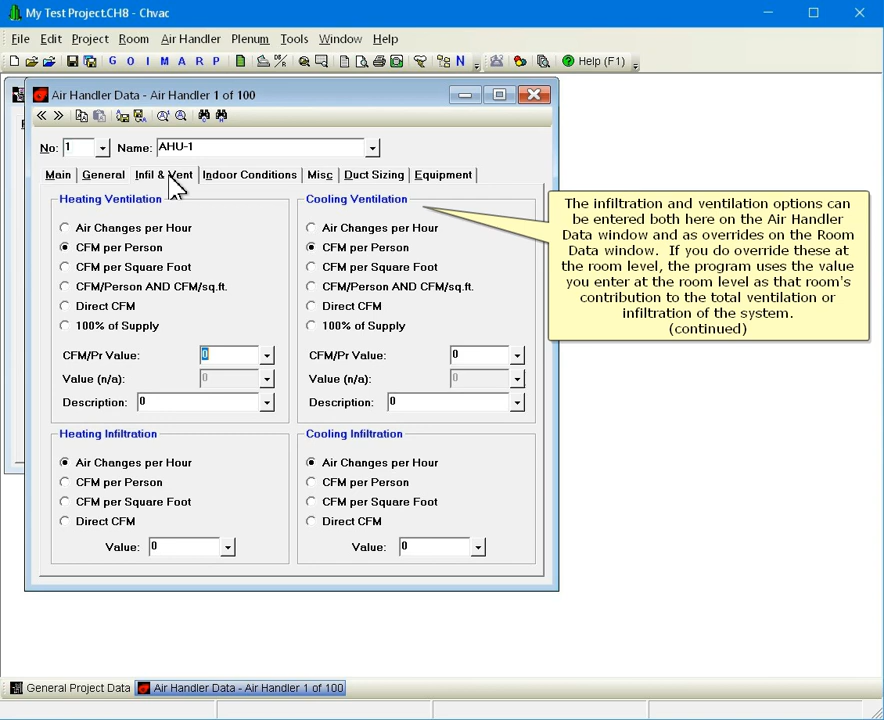 My Test Project.CH8 - Chvac
File Edit Project Room Air Handler Plenum Tools Window Help
G O I M A R P N Help (F1)
Air Handler Data - Air Handler 1 of 100
No: 1 Name: AHU-1
Main General Infil & Vent Indoor Conditions Misc Duct Sizing Equipment
Heating Ventilation
Air Changes per Hour
CFM per Person
CFM per Square Foot
CFM/Person AND CFM/sq.ft.
Direct CFM
100% of Supply
CFM/Pr Value: 0
Value (n/a): 0
Description: 0
Cooling Ventilation
Air Changes per Hour
CFM per Person
CFM per Square Foot
CFM/Person AND CFM/sq.ft.
Direct CFM
100% of Supply
CFM/Pr Value: 0
Value (n/a): 0
Description: 0
The infiltration and ventilation options can
be entered both here on the Air Handler
Data window and as overrides on the Room
Data window. If you do override these at
the room level, the program uses the value
you enter at the room level as that room's
contribution to the total ventilation or
infiltration of the system.
(continued)
Heating Infiltration
Air Changes per Hour
CFM per Person
CFM per Square Foot
Direct CFM
Value: 0
Cooling Infiltration
Air Changes per Hour
CFM per Person
CFM per Square Foot
Direct CFM
Value: 0
General Project Data Air Handler Data - Air Handler 1 of 100